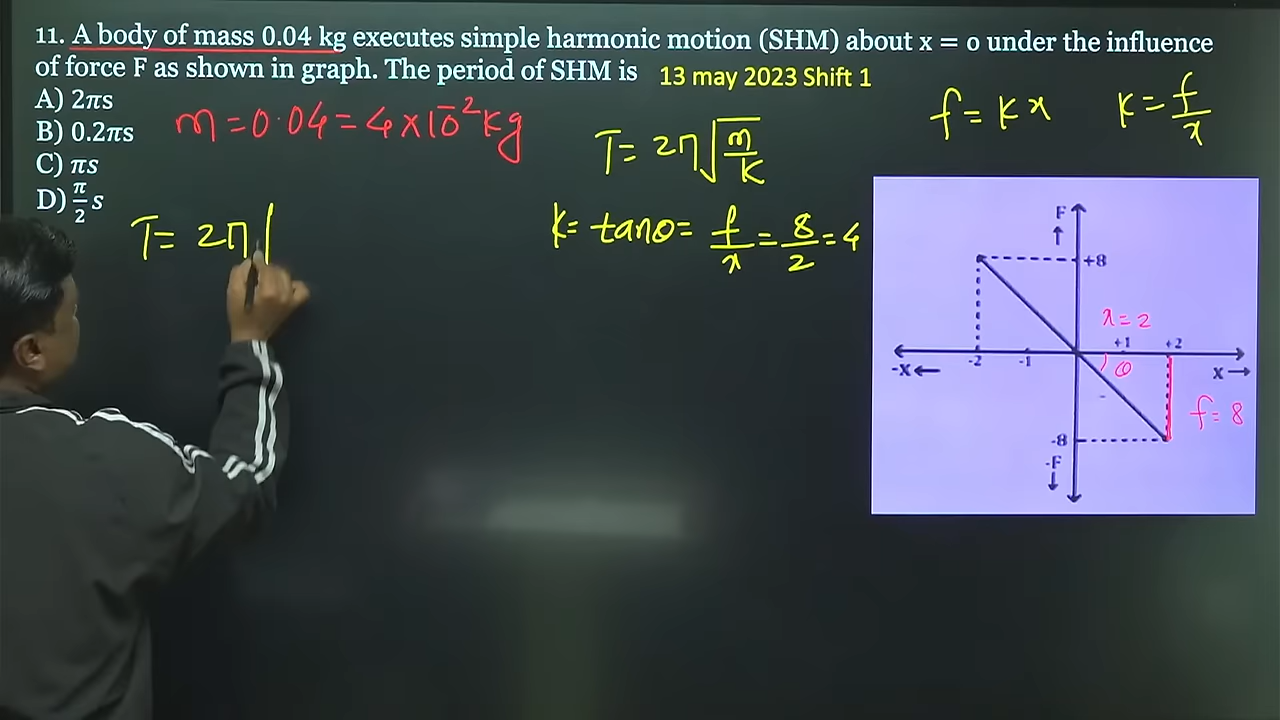 11. A body of mass 0.04 kg executes simple harmonic motion (SHM) about x = 0 under the influence
of force F as shown in graph. The period of SHM is 13 may 2023 Shift 1
A) 2πs
B) 0.2πs
C) πs
D) π/2 s
m = 0.04 = 4 × 10⁻² kg
T = 2π√(m/K)
f = K x
K = f/x
T = 2π
K = tanθ = f/x = 8/2 = 4
F
↑
+8
x = 2
+1
+2
-2
-1
-X ←
θ
X →
f = 8
-8
-F
↓